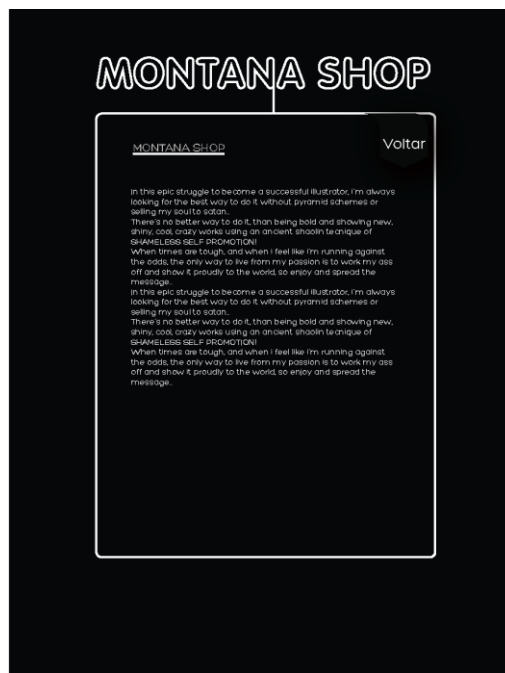 MONTANA SHOP
MONTANA SHOP
Voltar
in this epic struggle to become a successful illustrator, i'm always
looking for the best way to do it without pyramid schemes or
selling my soul to satan..
There's no better way to do it, than being bold and showing new,
shiny, cool, crazy works using an ancient shaolin tecnique of
SHAMELESS SELF PROMOTION!
When times are tough, and when i feel like i'm running against
the odds, the only way to live from my passion is to work my ass
off and show it proudly to the world, so enjoy and spread the
message..
in this epic struggle to become a successful illustrator, i'm always
looking for the best way to do it without pyramid schemes or
selling my soul to satan..
There's no better way to do it, than being bold and showing new,
shiny, cool, crazy works using an ancient shaolin tecnique of
SHAMELESS SELF PROMOTION!
When times are tough, and when i feel like i'm running against
the odds, the only way to live from my passion is to work my ass
off and show it proudly to the world, so enjoy and spread the
message..